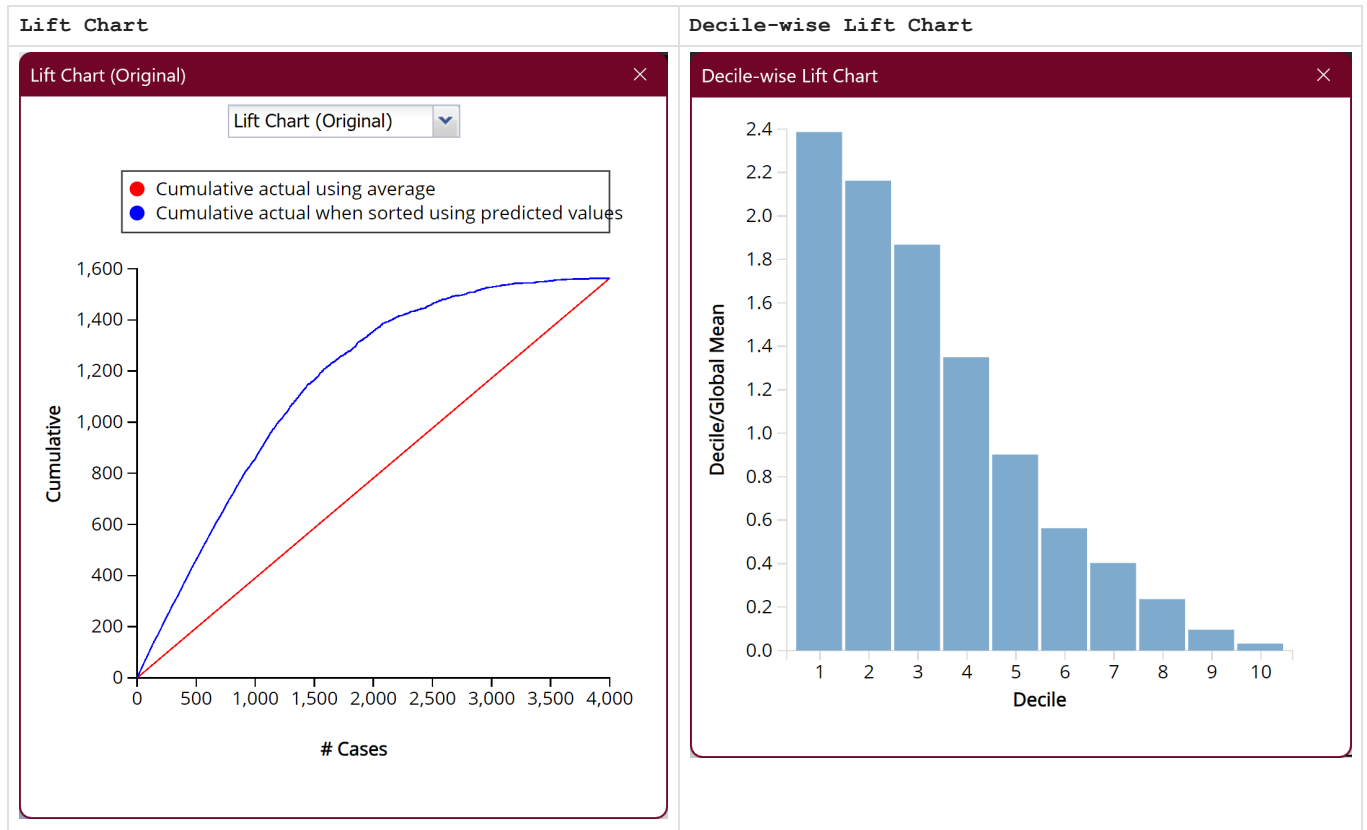 Lift Chart
Decile-wise Lift Chart
Lift Chart (Original)
Lift Chart (Original)
Cumulative actual using average
Cumulative actual when sorted using predicted values
1,600
1,400
1,200
1,000
800
600
400
200
0
Cumulative
0 500 1,000 1,500 2,000 2,500 3,000 3,500 4,000
# Cases
Decile-wise Lift Chart
2.4
2.2
2.0
1.8
1.6
1.4
1.2
1.0
0.8
0.6
0.4
0.2
0.0
Decile/Global Mean
1 2 3 4 5 6 7 8 9 10
Decile